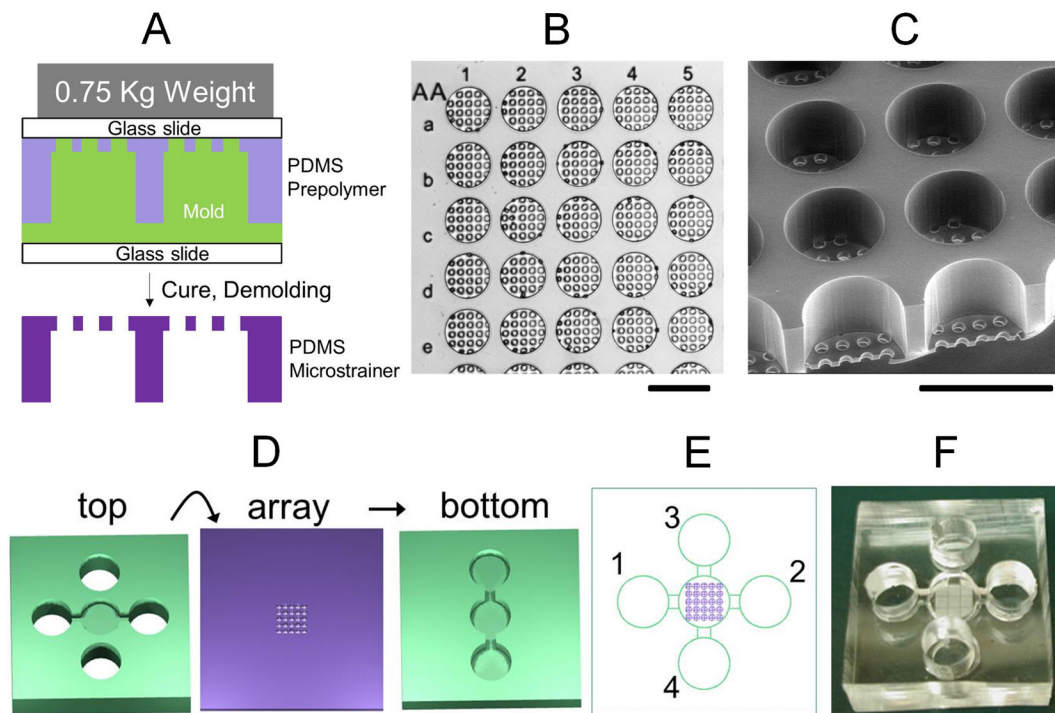 A
0.75 Kg Weight
Glass slide
PDMS
Prepolymer
Mold
Glass slide
Cure, Demolding
PDMS
Microstrainer
B
1 2 3 4 5
AA
a
b
c
d
e
C
D
top
array
bottom
E
3
1
2
4
F